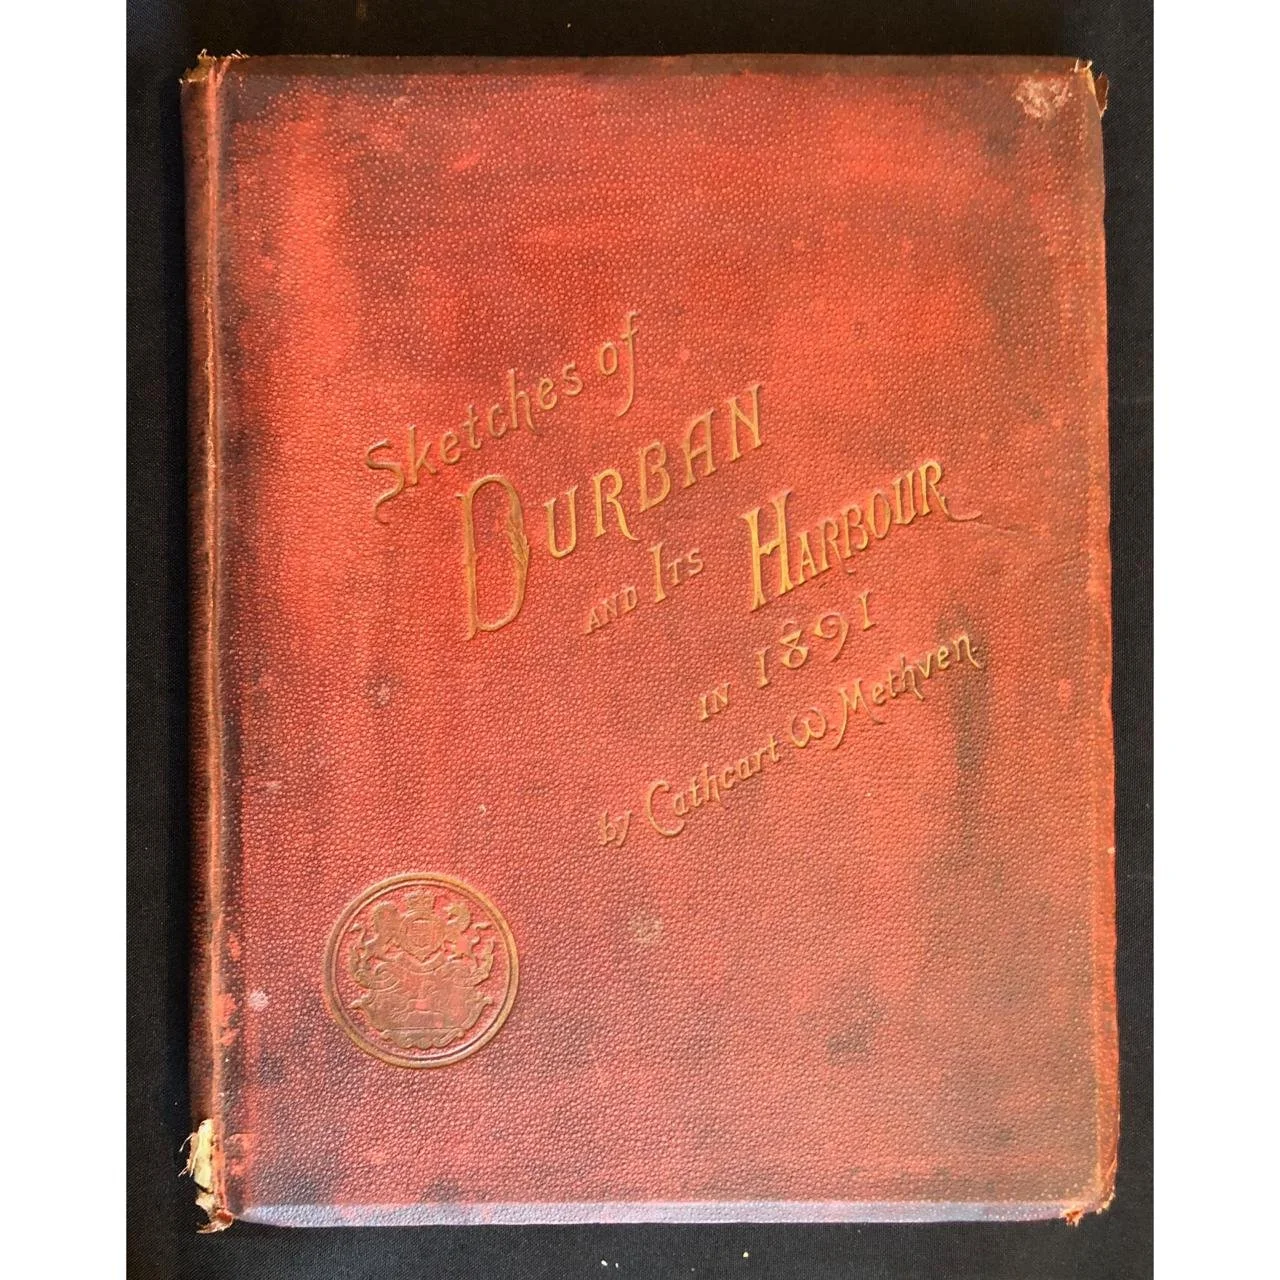 Sketches of
DURBAN
AND ITS HARBOUR
IN 1891
by Cathcart W. Methven